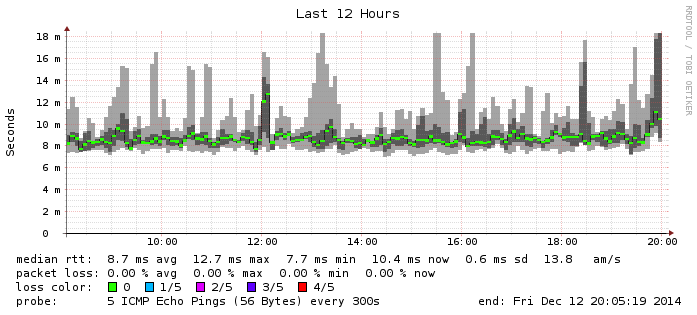 Last 12 Hours
RRDTOOL / TOBI OETIKER
Seconds
18 m
16 m
14 m
12 m
10 m
8 m
6 m
4 m
2 m
0
10:00 12:00 14:00 16:00 18:00 20:00
median rtt: 8.7 ms avg 12.7 ms max 7.7 ms min 10.4 ms now 0.6 ms sd 13.8 am/s
packet loss: 0.00 % avg 0.00 % max 0.00 % min 0.00 % now
loss color: 0 1/5 2/5 3/5 4/5
probe: 5 ICMP Echo Pings (56 Bytes) every 300s end: Fri Dec 12 20:05:19 2014